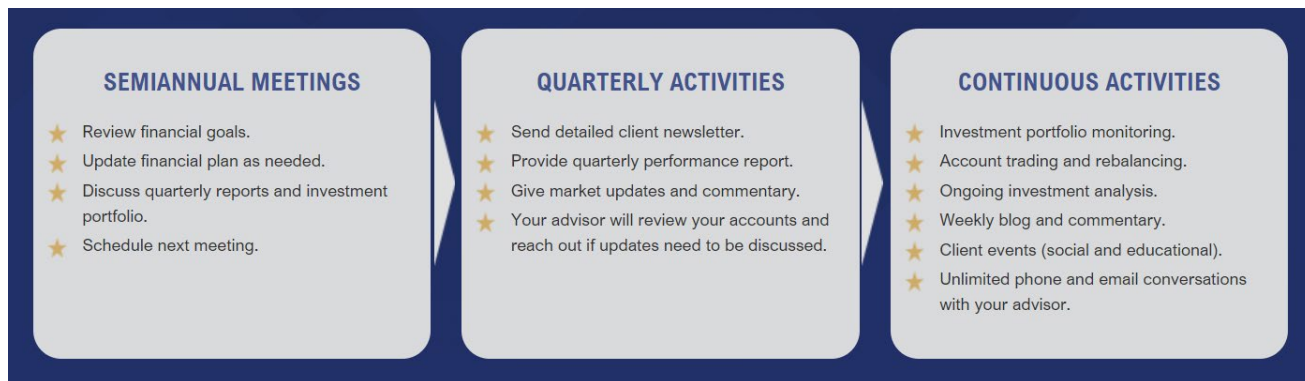 SEMIANNUAL MEETINGS
Review financial goals.
Update financial plan as needed.
Discuss quarterly reports and investment
portfolio.
Schedule next meeting.
QUARTERLY ACTIVITIES
Send detailed client newsletter.
Provide quarterly performance report.
Give market updates and commentary.
Your advisor will review your accounts and
reach out if updates need to be discussed.
CONTINUOUS ACTIVITIES
Investment portfolio monitoring.
Account trading and rebalancing.
Ongoing investment analysis.
Weekly blog and commentary.
Client events (social and educational).
Unlimited phone and email conversations
with your advisor.